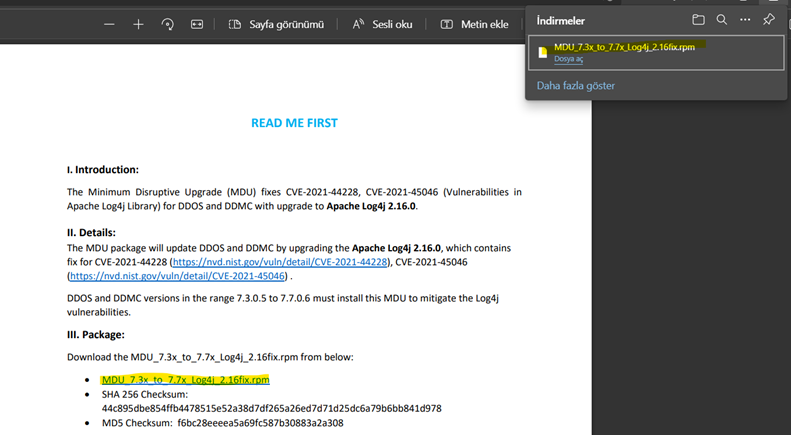 Sayfa görünümü
Sesli oku
Metin ekle
İndirmeler
MDU_7.3x_to_7.7x_Log4j_2.16fix.rpm
Dosya aç
Daha fazla göster
READ ME FIRST
I. Introduction:
The Minimum Disruptive Upgrade (MDU) fixes CVE-2021-44228, CVE-2021-45046 (Vulnerabilities in
Apache Log4j Library) for DDOS and DDMC with upgrade to Apache Log4j 2.16.0.
II. Details:
The MDU package will update DDOS and DDMC by upgrading the Apache Log4j 2.16.0, which contains
fix for CVE-2021-44228 (https://nvd.nist.gov/vuln/detail/CVE-2021-44228), CVE-2021-45046
(https://nvd.nist.gov/vuln/detail/CVE-2021-45046) .
DDOS and DDMC versions in the range 7.3.0.5 to 7.7.0.6 must install this MDU to mitigate the Log4j
vulnerabilities.
III. Package:
Download the MDU_7.3x_to_7.7x_Log4j_2.16fix.rpm from below:
• MDU_7.3x_to_7.7x_Log4j_2.16fix.rpm
• SHA 256 Checksum:
44c895dbe854ffb4478515e52a38d7df265a26ed7d71d25dc6a79b6bb841d978
• MD5 Checksum: f6bc28eeeea5a69fc587b30883a2a308